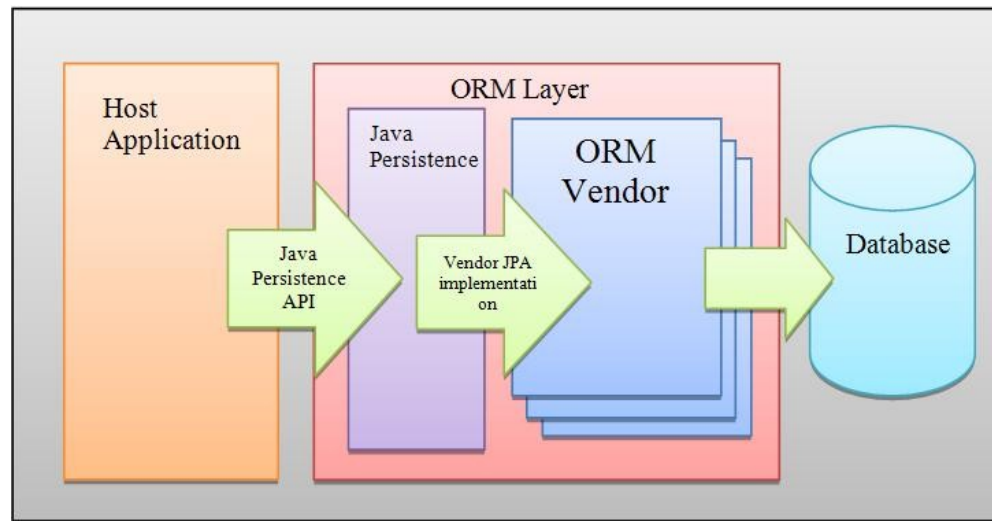 Host
Application
ORM Layer
Java
Persistence
ORM
Vendor
Java
Persistence
API
Vendor JPA
implementati
on
Database